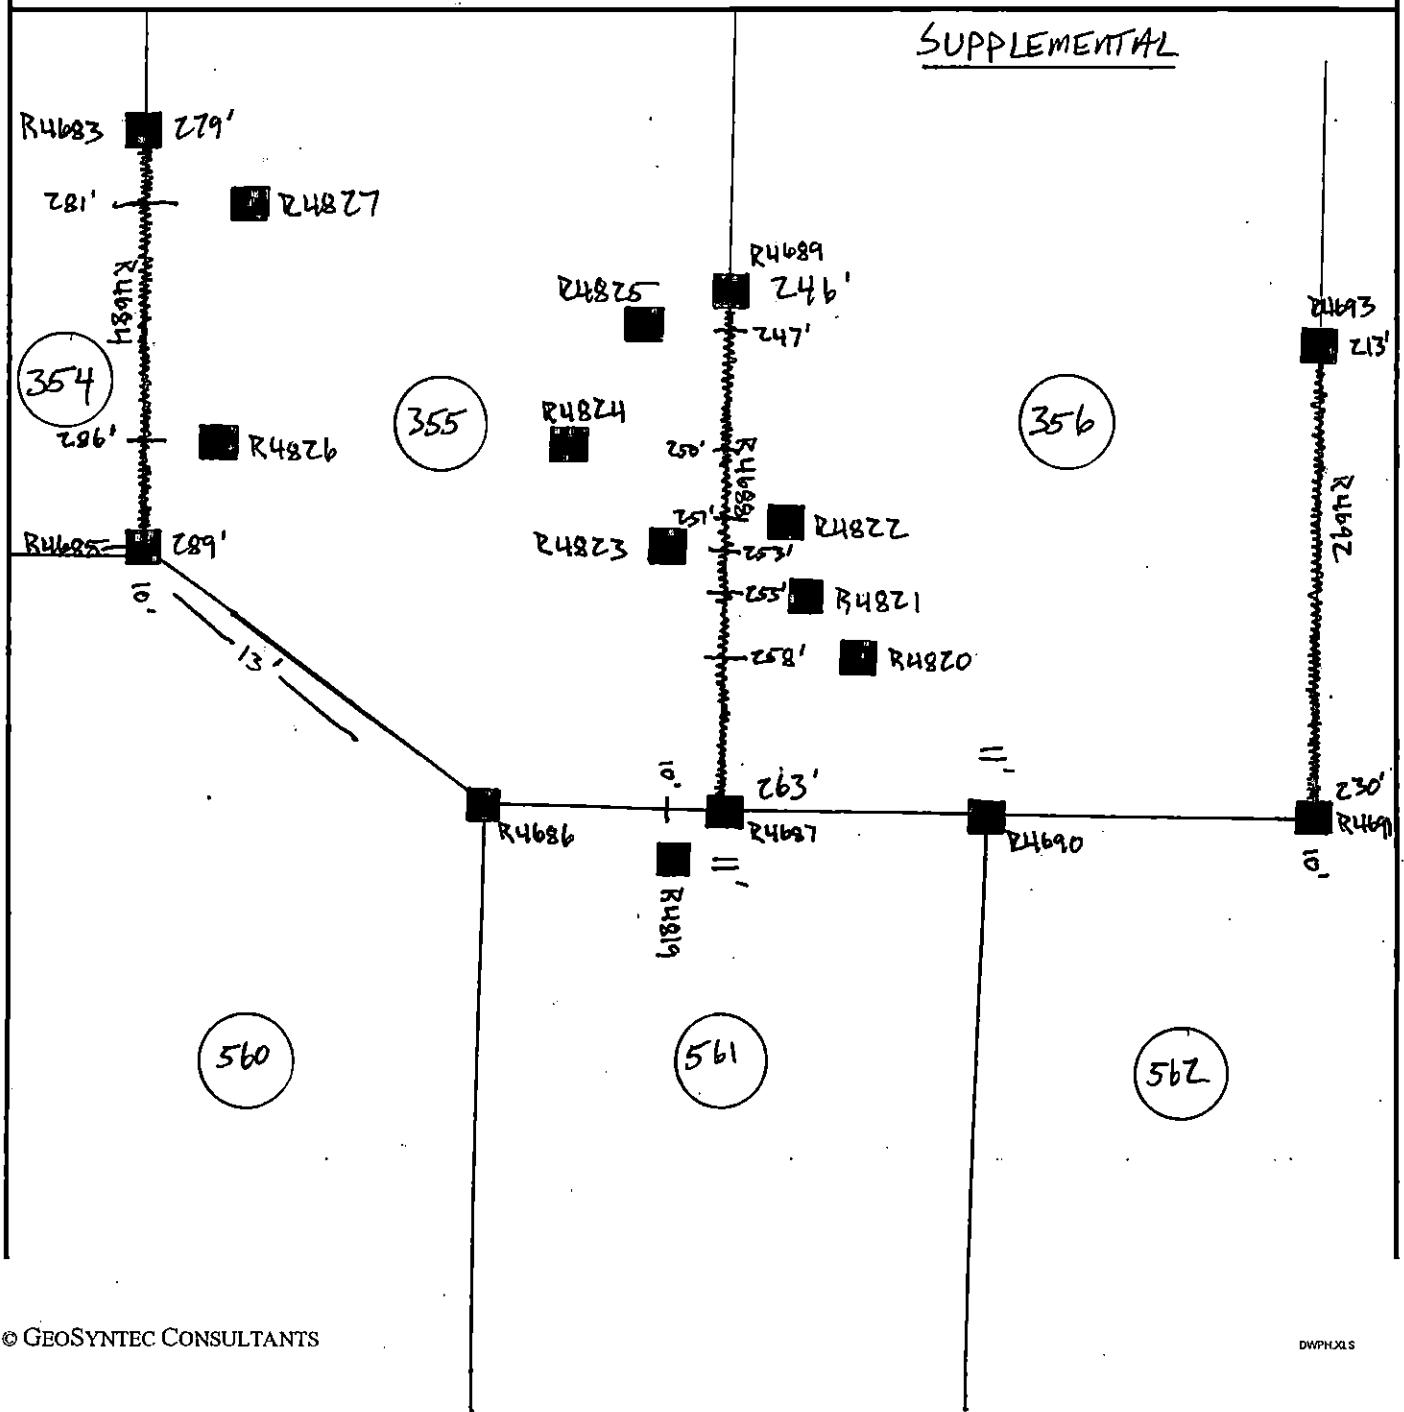 SUPPLEMENTAL
R4683 279'
281' R4827
R4684
R4689
R4825 246'
247'
R4693
213'
354
355
R4824
356
286' R4826
250'
R4688
R4692
251' R4822
R4685 289'
R4823
253'
255' R4821
10'
13'
258' R4820
11'
10'
263'
230'
R4686
R4687
R4690
R4691
11'
10'
R4819
560
561
562
© GEOSYNTEC CONSULTANTS
DWPH.XLS